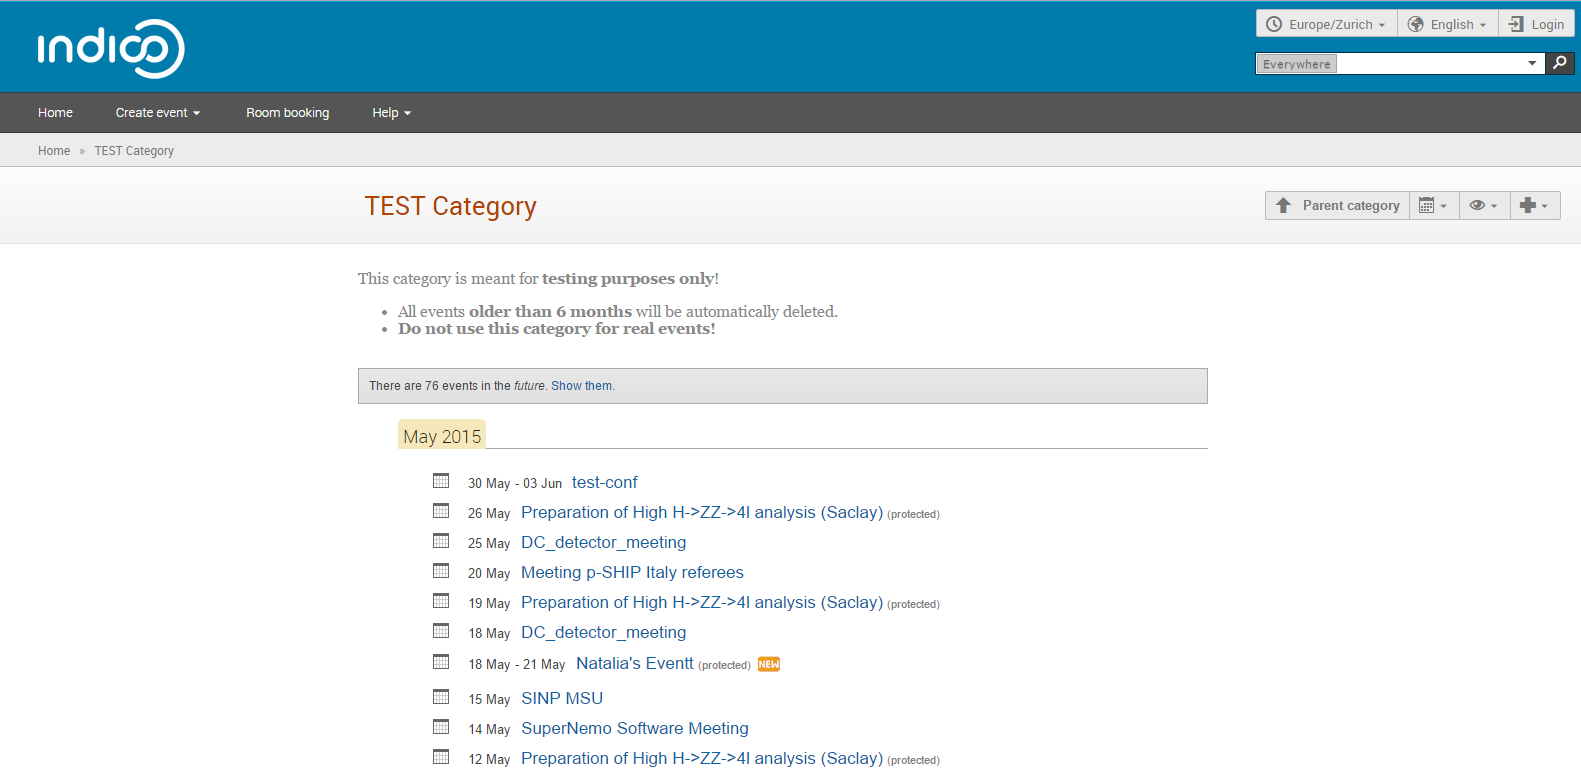 indico
Europe/Zurich
English
Login
Everywhere
Home
Create event
Room booking
Help
Home » TEST Category
TEST Category
Parent category
This category is meant for testing purposes only!
• All events older than 6 months will be automatically deleted.
• Do not use this category for real events!
There are 76 events in the future. Show them.
May 2015
30 May - 03 Jun test-conf
26 May Preparation of High H->ZZ->4l analysis (Saclay) (protected)
25 May DC_detector_meeting
20 May Meeting p-SHIP Italy referees
19 May Preparation of High H->ZZ->4l analysis (Saclay) (protected)
18 May DC_detector_meeting
18 May - 21 May Natalia's Eventt (protected) NEW
15 May SINP MSU
14 May SuperNemo Software Meeting
12 May Preparation of High H->ZZ->4l analysis (Saclay) (protected)